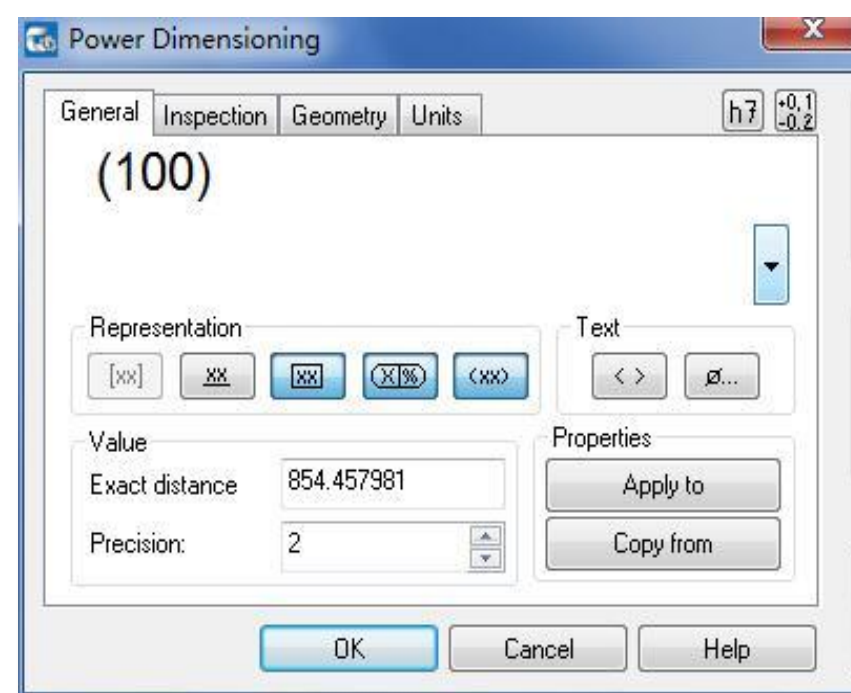 Power Dimensioning
General Inspection Geometry Units h7 +0,1
-0,2
(100)
Representation Text
[xx] xx xx X % (xx) < > ø...
Value Properties
Exact distance 854.457981 Apply to
Precision: 2 Copy from
OK Cancel Help